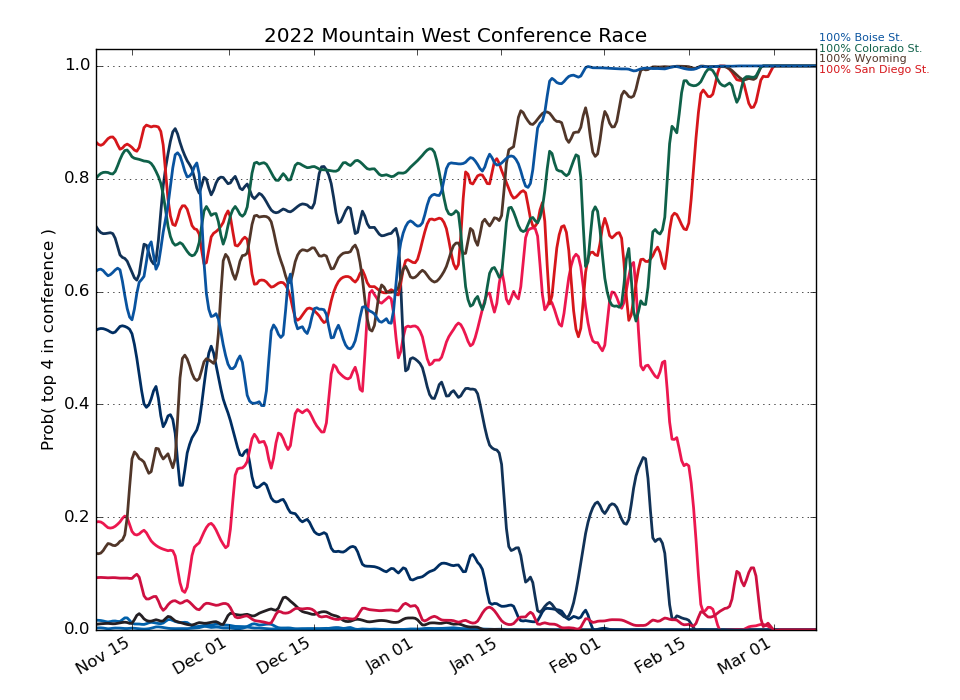 2022 Mountain West Conference Race
100% Boise St.
100% Colorado St.
100% Wyoming
100% San Diego St.
Prob( top 4 in conference )
1.0
0.8
0.6
0.4
0.2
0.0
Nov 15
Dec 01
Dec 15
Jan 01
Jan 15
Feb 01
Feb 15
Mar 01